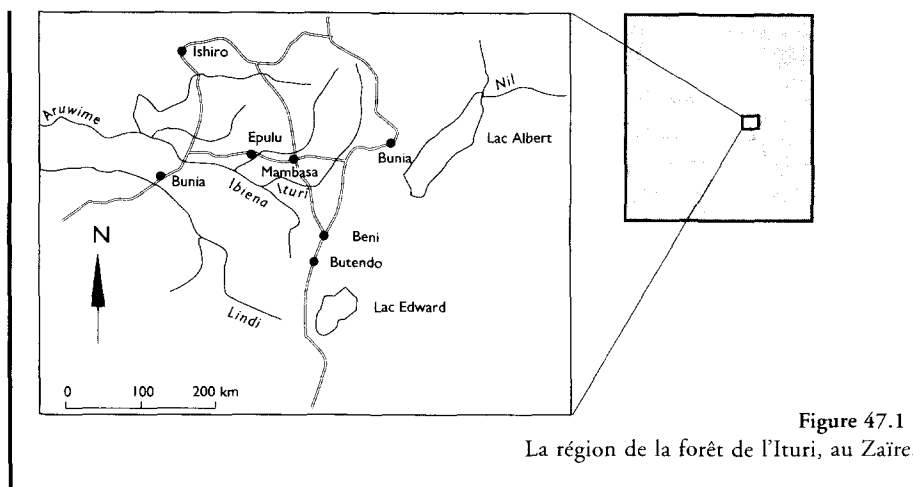 Ishiro
Nil
Aruwime
Lac Albert
Epulu
Bunia
Mambasa
Bunia
Ibiena
Ituri
N
Beni
Butendo
Lac Edward
Lindi
0 100 200 km
Figure 47.1
La région de la forêt de l'Ituri, au Zaïre.